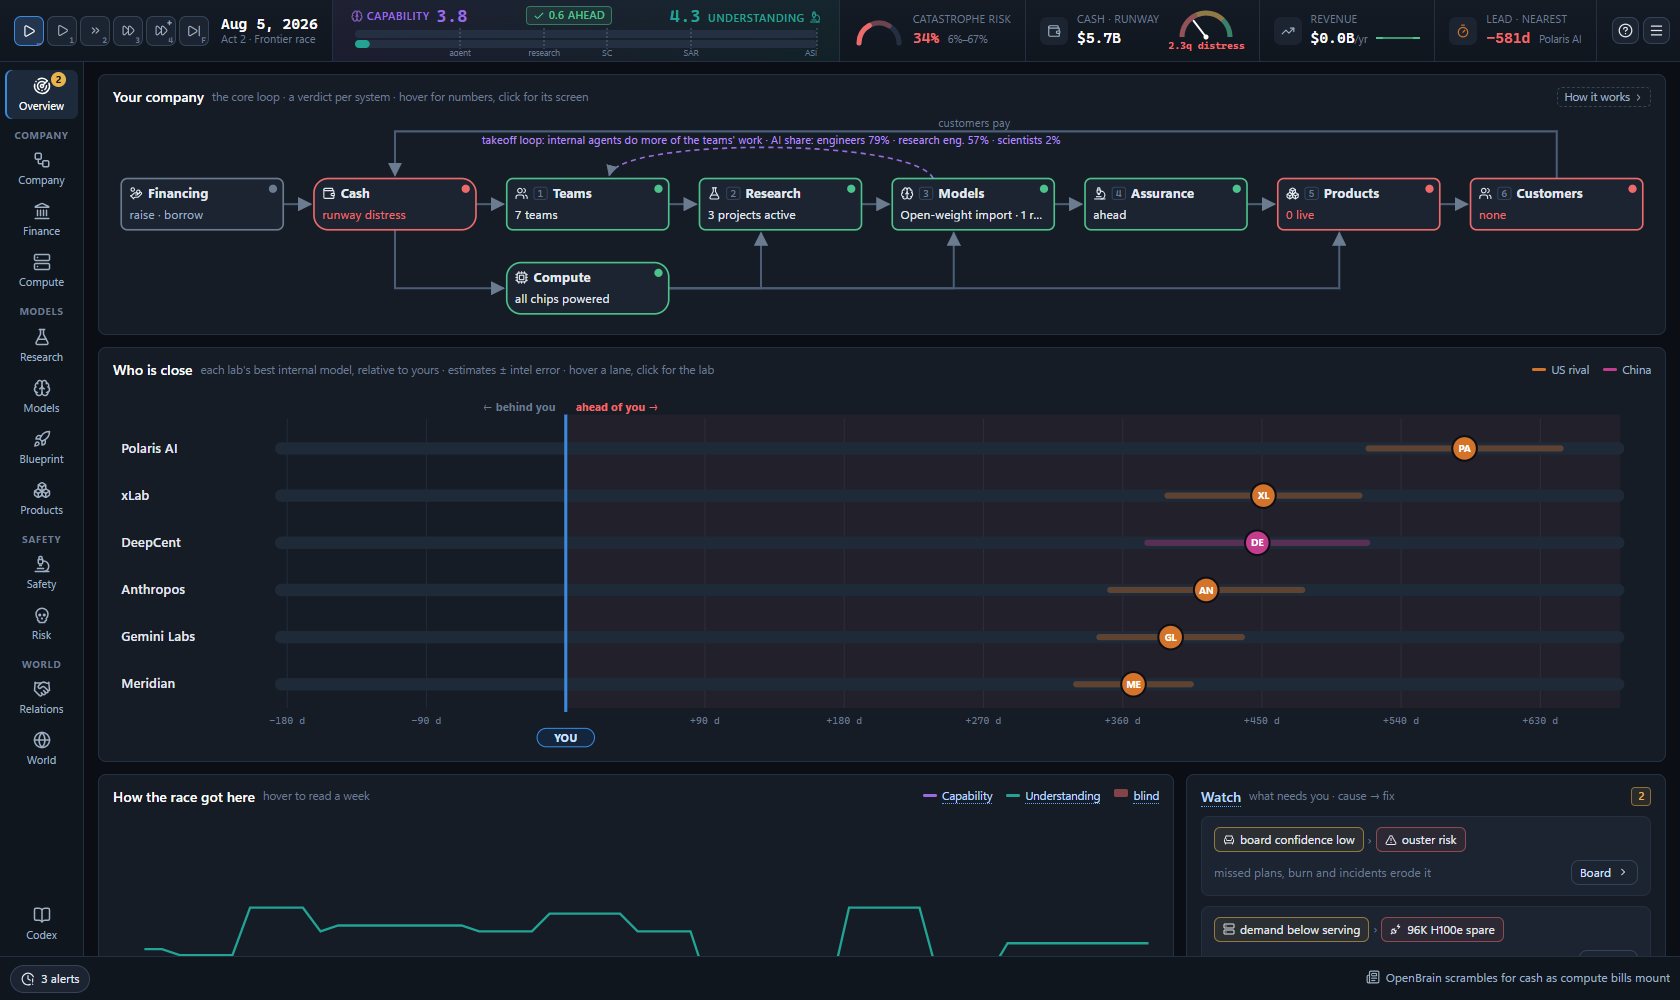 1
2
3
4
F
Aug 5, 2026
Act 2 · Frontier race
CAPABILITY 3.8
0.6 AHEAD
4.3 UNDERSTANDING
agent
research
SC
SAR
ASI
CATASTROPHE RISK
34% 6%–67%
CASH · RUNWAY
$5.7B
2.3q distress
REVENUE
$0.0B/yr
LEAD · NEAREST
−581d Polaris AI
2
Overview
COMPANY
Company
Finance
Compute
MODELS
Research
Models
Blueprint
Products
SAFETY
Safety
Risk
WORLD
Relations
World
Codex
Your company the core loop · a verdict per system · hover for numbers, click for its screen
How it works
customers pay
takeoff loop: internal agents do more of the teams' work · AI share: engineers 79% · research eng. 57% · scientists 2%
Financing
raise · borrow
Cash
runway distress
1 Teams
7 teams
2 Research
3 projects active
3 Models
Open-weight import · 1 r...
4 Assurance
ahead
5 Products
0 live
6 Customers
none
Compute
all chips powered
Who is close each lab's best internal model, relative to yours · estimates ± intel error · hover a lane, click for the lab
US rival
China
← behind you
ahead of you →
Polaris AI
PA
xLab
XL
DeepCent
DE
Anthropos
AN
Gemini Labs
GL
Meridian
ME
−180 d
−90 d
+90 d
+180 d
+270 d
+360 d
+450 d
+540 d
+630 d
YOU
How the race got here hover to read a week
Capability
Understanding
blind
Watch what needs you · cause → fix
2
board confidence low
ouster risk
missed plans, burn and incidents erode it
Board
demand below serving
96K H100e spare
3 alerts
OpenBrain scrambles for cash as compute bills mount